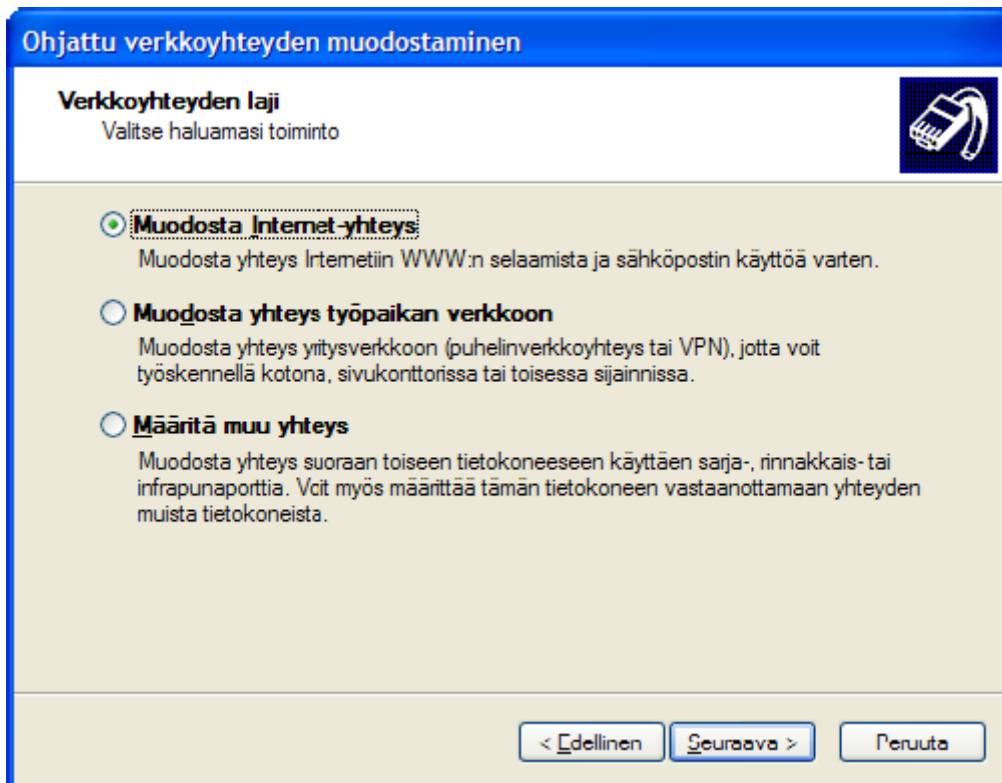 Ohjattu verkkoyhteyden muodostaminen
Verkkoyhteyden laji
Valitse haluamasi toiminto
Muodosta Internet-yhteys
Muodosta yhteys Internetiin WWW:n selaamista ja sähköpostin käyttöä varten.
Muodosta yhteys työpaikan verkkoon
Muodosta yhteys yritysverkkoon (puhelinverkkoyhteys tai VPN), jotta voit
työskennellä kotona, sivukonttorissa tai toisessa sijainnissa.
Määritä muu yhteys
Muodosta yhteys suoraan toiseen tietokoneeseen käyttäen sarja-, rinnakkais- tai
infrapunaporttia. Voit myös määrittää tämän tietokoneen vastaanottamaan yhteyden
muista tietokoneista.
< Edellinen Seuraava > Peruuta